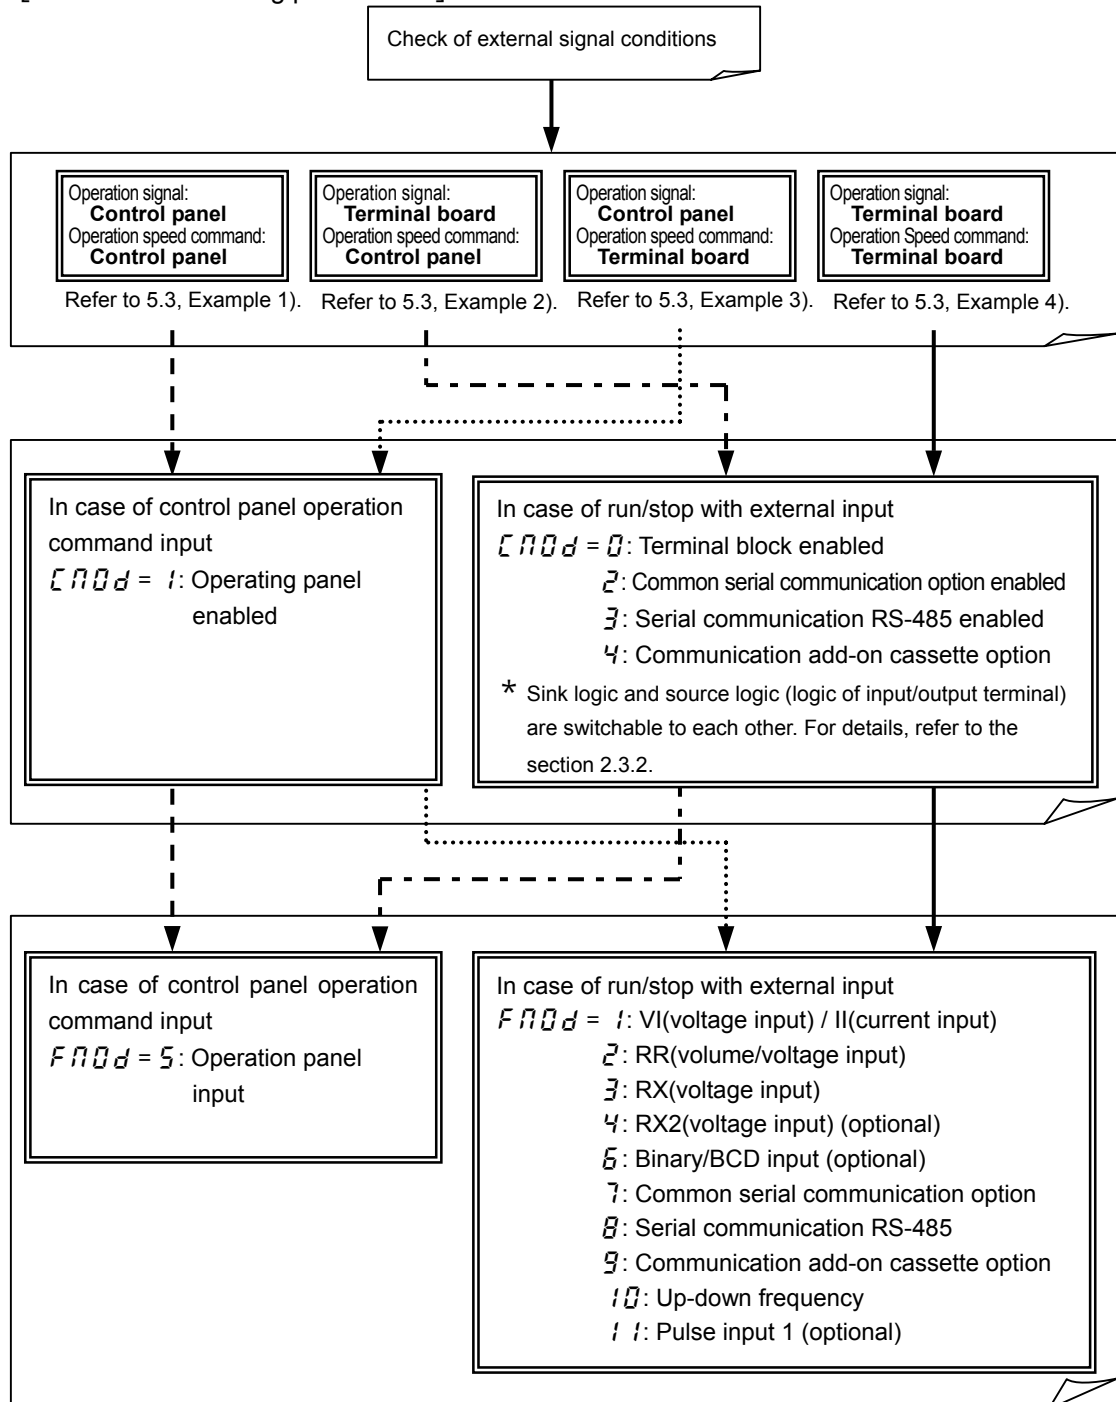 Check of external signal conditions
Operation signal:
Control panel
Operation speed command:
Control panel
Operation signal:
Terminal board
Operation speed command:
Control panel
Operation signal:
Control panel
Operation speed command:
Terminal board
Operation signal:
Terminal board
Operation Speed command:
Terminal board
Refer to 5.3, Example 1).
Refer to 5.3, Example 2).
Refer to 5.3, Example 3).
Refer to 5.3, Example 4).
In case of control panel operation
command input
CMOd = 1: Operating panel
enabled
In case of run/stop with external input
CMOd = 0: Terminal block enabled
2: Common serial communication option enabled
3: Serial communication RS-485 enabled
4: Communication add-on cassette option
* Sink logic and source logic (logic of input/output terminal)
are switchable to each other. For details, refer to the
section 2.3.2.
In case of control panel operation
command input
FMOd = 5: Operation panel
input
In case of run/stop with external input
FMOd = 1: VI(voltage input) / II(current input)
2: RR(volume/voltage input)
3: RX(voltage input)
4: RX2(voltage input) (optional)
6: Binary/BCD input (optional)
7: Common serial communication option
8: Serial communication RS-485
9: Communication add-on cassette option
10: Up-down frequency
11: Pulse input 1 (optional)